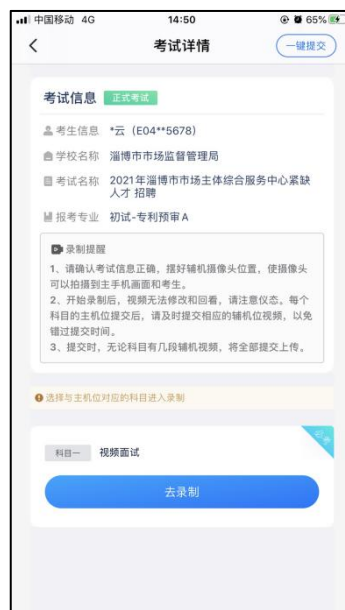 中国移动 4G 14:50 65%
考试详情 一键提交
考试信息 正式考试
考生信息 *云（E04**5678）
学校名称 淄博市市场监督管理局
考试名称 2021年淄博市市场主体综合服务中心紧缺
人才 招聘
报考专业 初试-专利预审A
录制提醒
1、请确认考试信息正确，摆好辅机摄像头位置，使摄像头
可以拍摄到主手机画面和考生。
2、开始录制后，视频无法修改和回看，请注意仪态。每个
科目的主机位提交后，请及时提交相应的辅机位视频，以免
错过提交时间。
3、提交时，无论科目有几段辅机视频，将全部提交上传。
选择与主机位对应的科目进入录制
科目一 视频面试
去录制